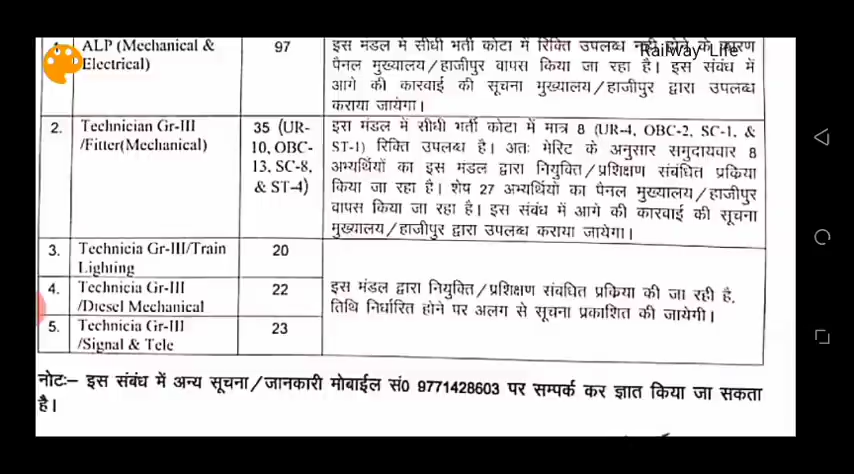 Railway Life
ALP (Mechanical &
Electrical)
97
इस मंडल में सीधी भर्ती कोटा में रिक्ति उपलब्ध नहीं होने के कारण
पैनल मुख्यालय/हाजीपुर वापस किया जा रहा है। इस संबंध में
आगे की कारवाई की सूचना मुख्यालय/हाजीपुर द्वारा उपलब्ध
कराया जायेगा।
2.
Technician Gr-III
/Fitter(Mechanical)
35 (UR-
10, OBC-
13, SC-8,
& ST-4)
इरा मंडल में सीधी भर्ती कोटा में मात्र 8 (UR-4, OBC-2, SC-1, &
ST-1) रिक्ति उपलब्ध है। अतः मेरिट के अनुसार समुदायवार 8
अभ्यर्थियों का इस मंडल द्वारा नियुक्ति/प्रशिक्षण संबंधित प्रकिया
किया जा रहा है। शेष 27 अभ्यर्थियों का पैनल मुख्यालय/हाजीपुर
वापस किया जा रहा है। इस संबंध में आगे की कारवाई की सूचना
मुख्यालय/हाजीपुर द्वारा उपलब्ध कराया जायेगा।
3.
Technicia Gr-III/Train
Lighting
20
4.
Technicia Gr-III
/Diesel Mechanical
22
इस मंडल द्वारा नियुक्ति/प्रशिक्षण संबंधित प्रकिया की जा रही है,
तिथि निर्धारित होने पर अलग से सूचना प्रकाशित की जायेगी।
5.
Technicia Gr-III
/Signal & Tele
23
नोटः– इस संबंध में अन्य सूचना/जानकारी मोबाईल सं0 9771428603 पर सम्पर्क कर ज्ञात किया जा सकता
है।